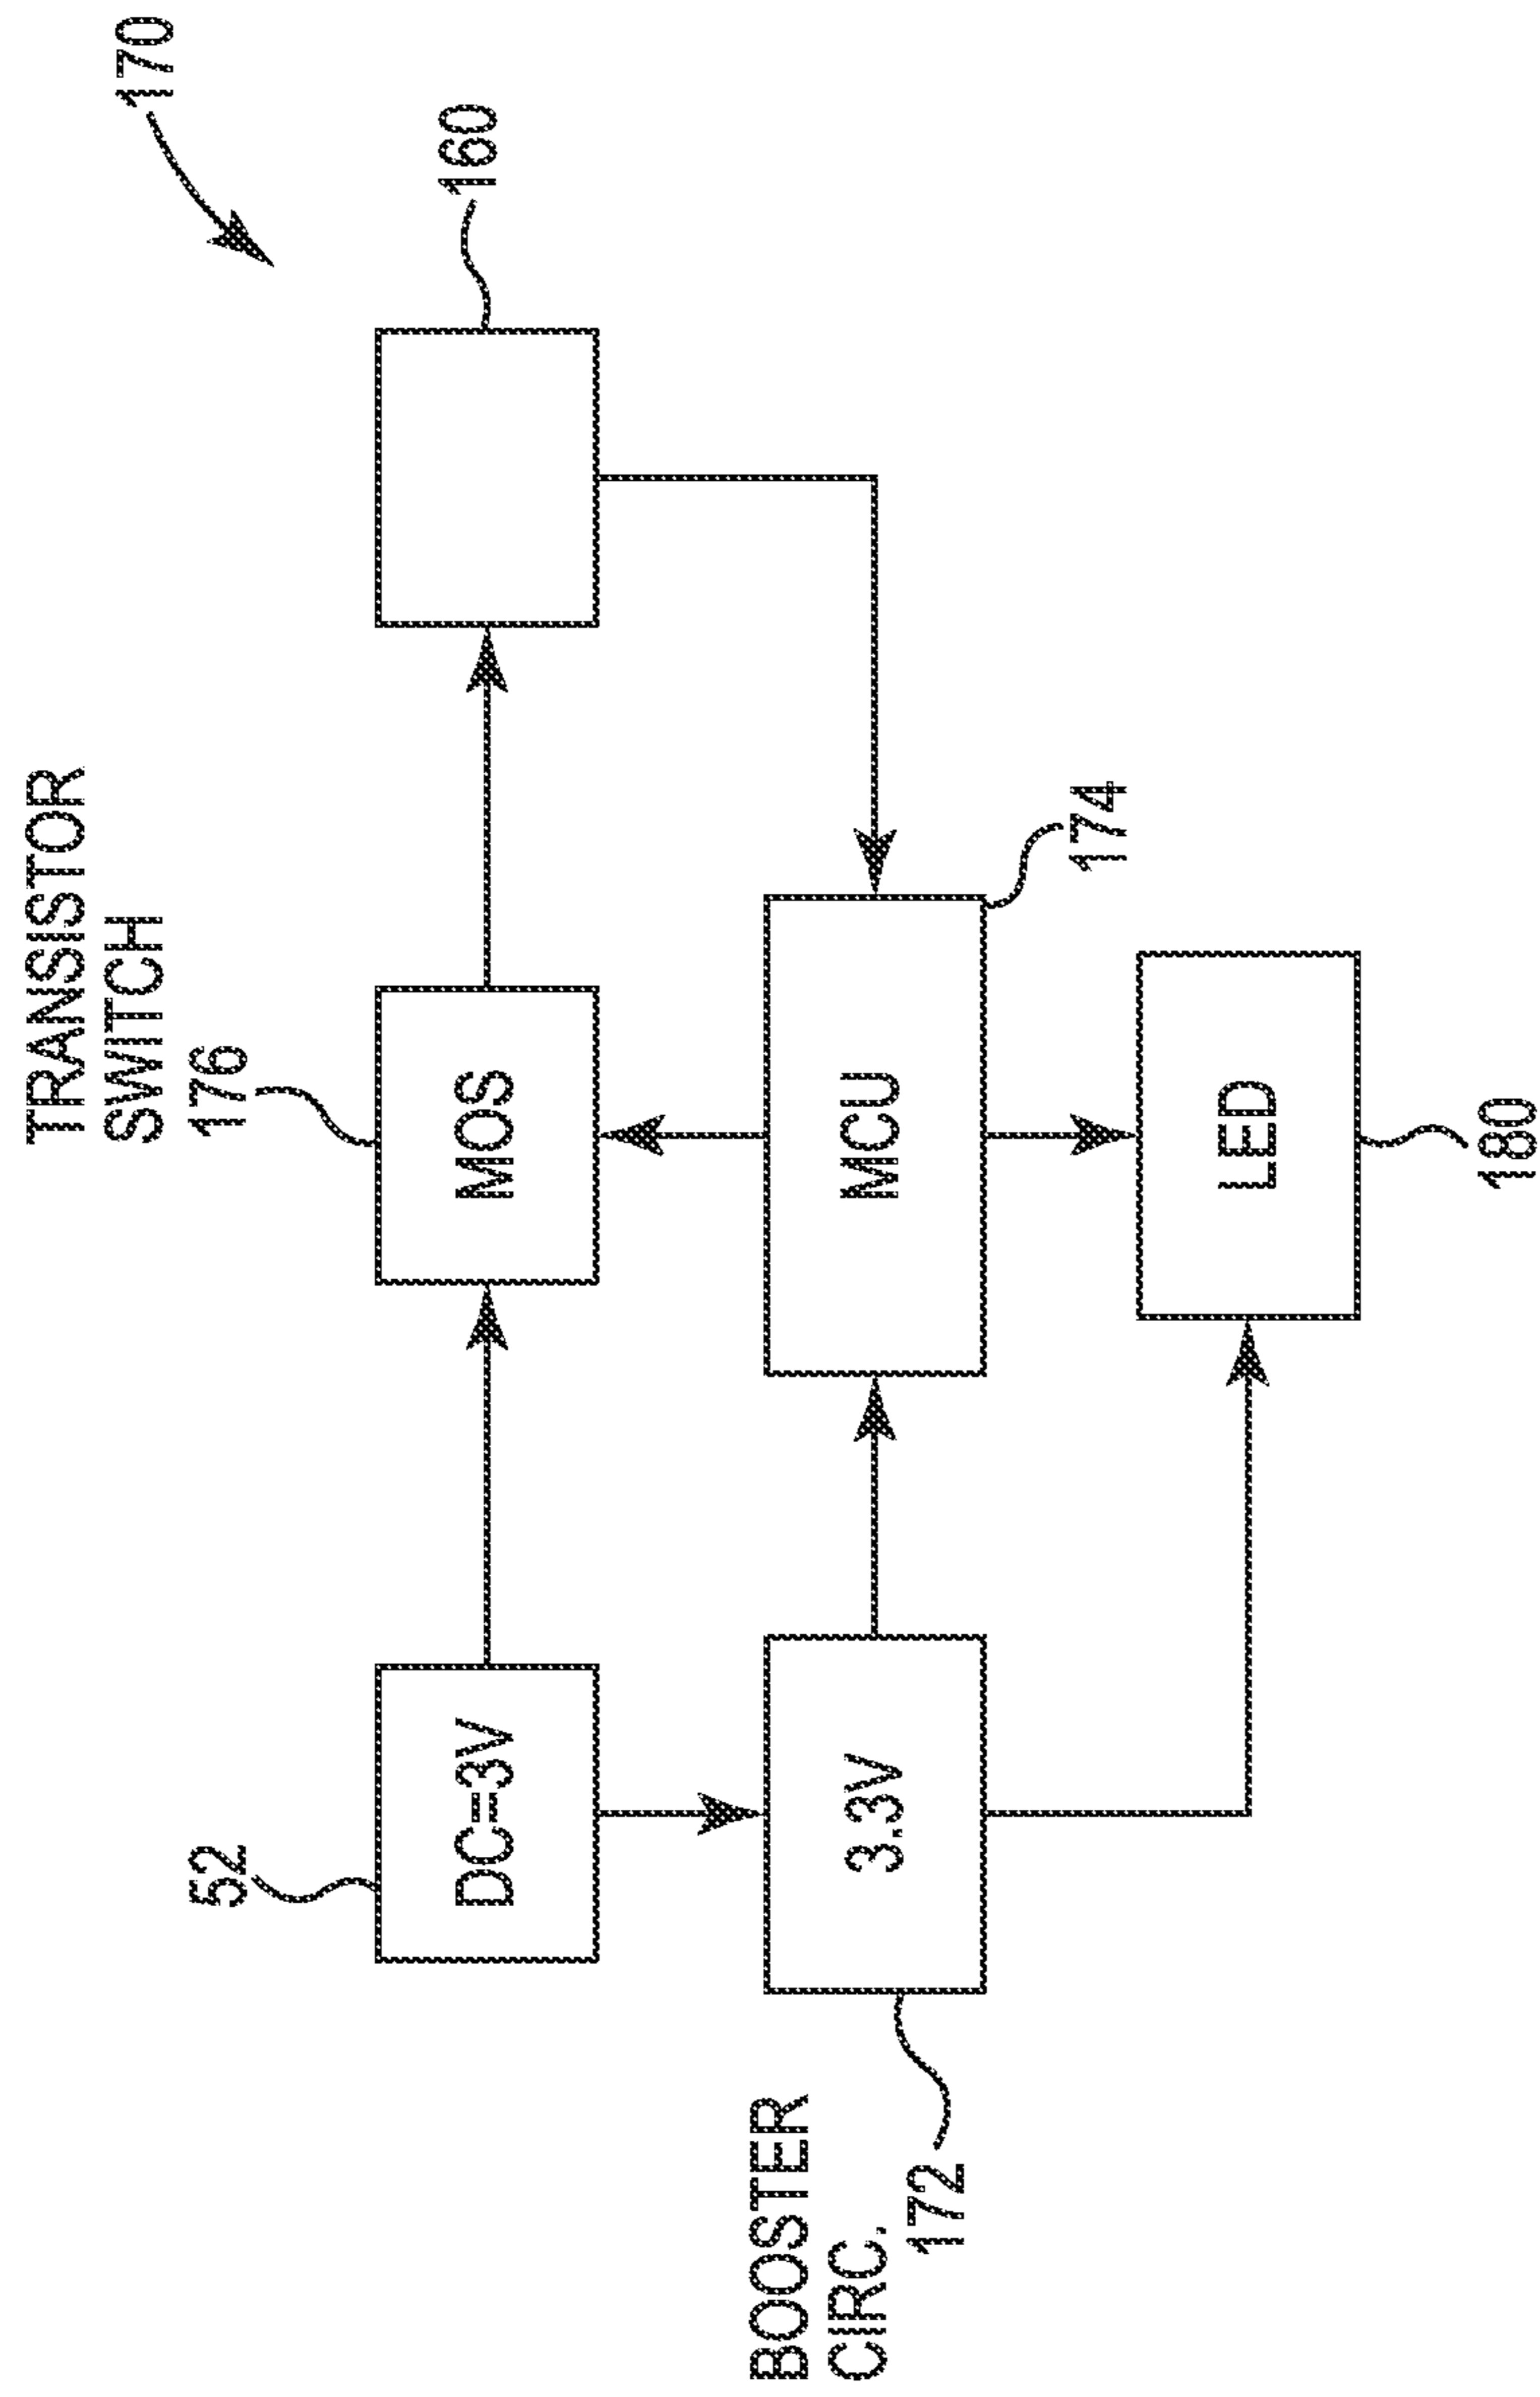 170
TRANSISTOR
SWITCH
52
176
160
DC=3V
MOS
BOOSTER
CIRC.
172
3.3V
MCU
174
LED
180